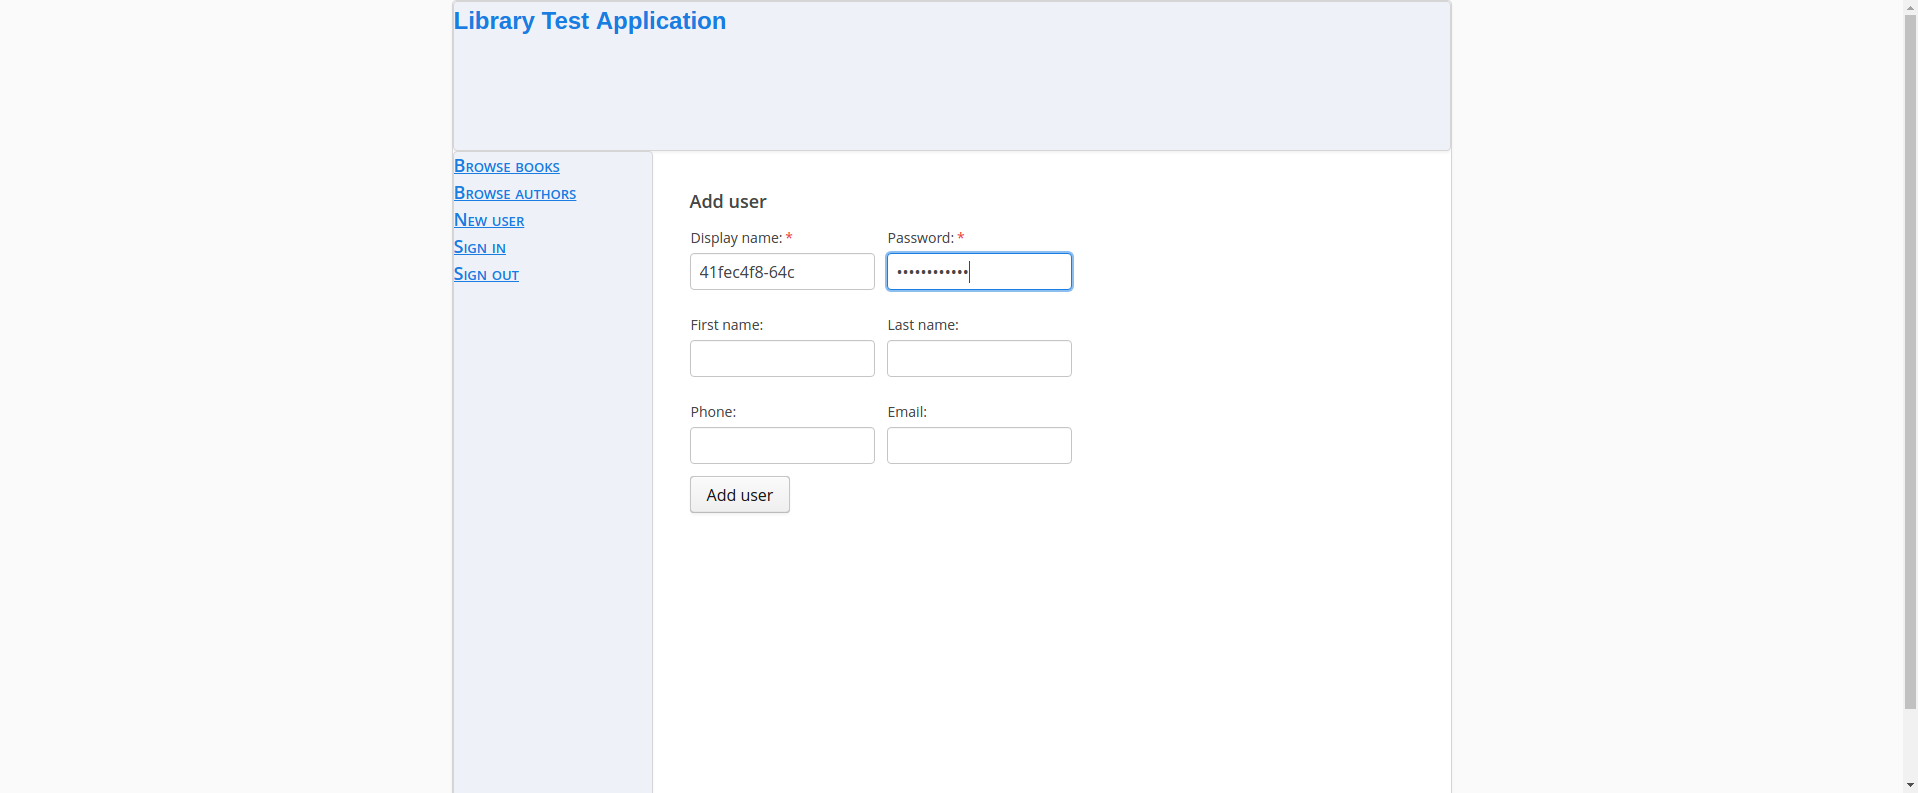 Library Test Application
Browse books
Browse authors
New user
Sign in
Sign out
Add user
Display name: * Password: *
41fec4f8-64c ••••••••••••
First name: Last name:
Phone: Email:
Add user